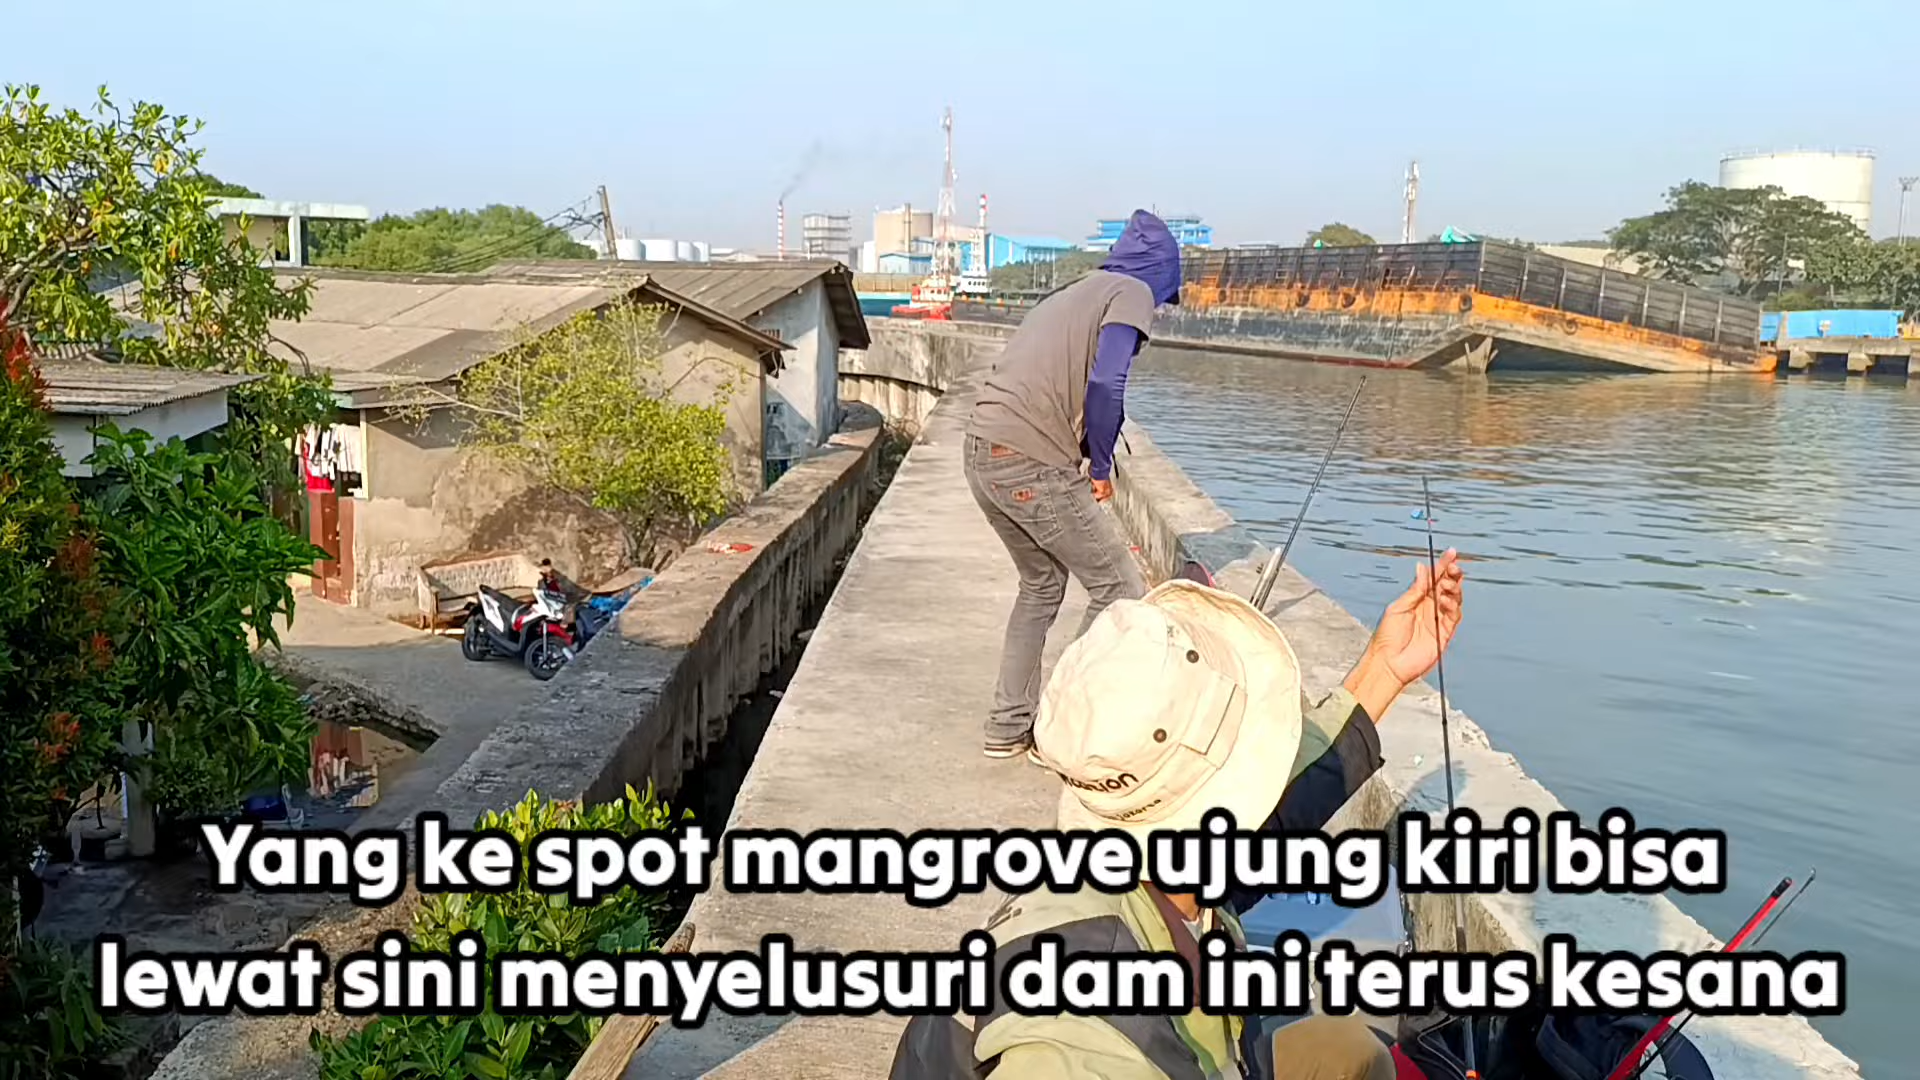 Yang ke spot mangrove ujung kiri bisa
lewat sini menyelusuri dam ini terus kesana